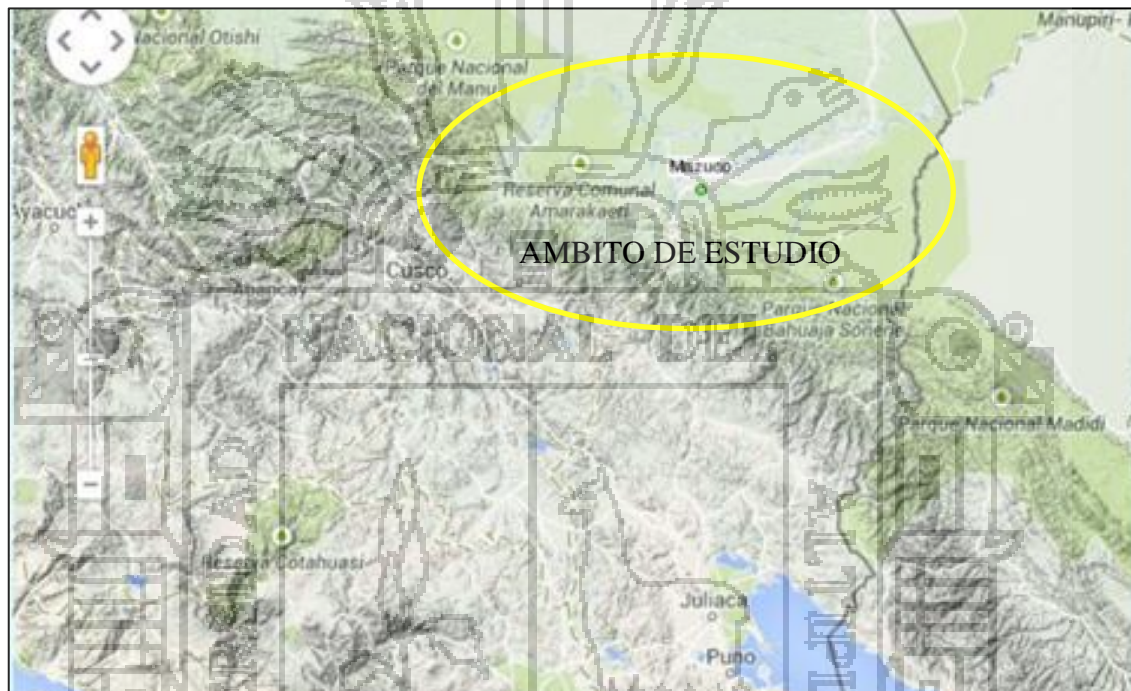 Nacional Otishi
Manupiri-
Parque Nacional
del Manu
Mazuco
Reserva Comunal
Amarakaeri
Ayacuc
AMBITO DE ESTUDIO
Cusco
Abancay
Parque Nacional
Bahuaja Sonene
NACIONAL DEL
Parque Nacional Madidi
Reserva Cotahuasi
Juliaca
Puno